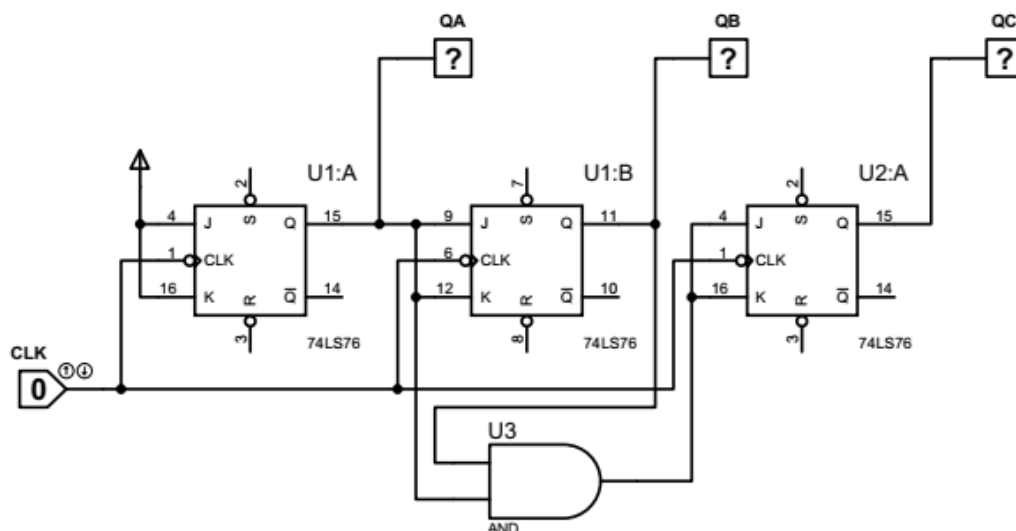 QA
QB
QC
?
?
?
U1:A
U1:B
U2:A
2
7
2
4
J
S
Q
15
9
J
S
Q
11
4
J
S
Q
15
1
CLK
6
CLK
1
CLK
16
K
R
Q
14
12
K
R
Q
10
16
K
R
Q
14
3
74LS76
8
74LS76
3
74LS76
CLK
0
U3
AND